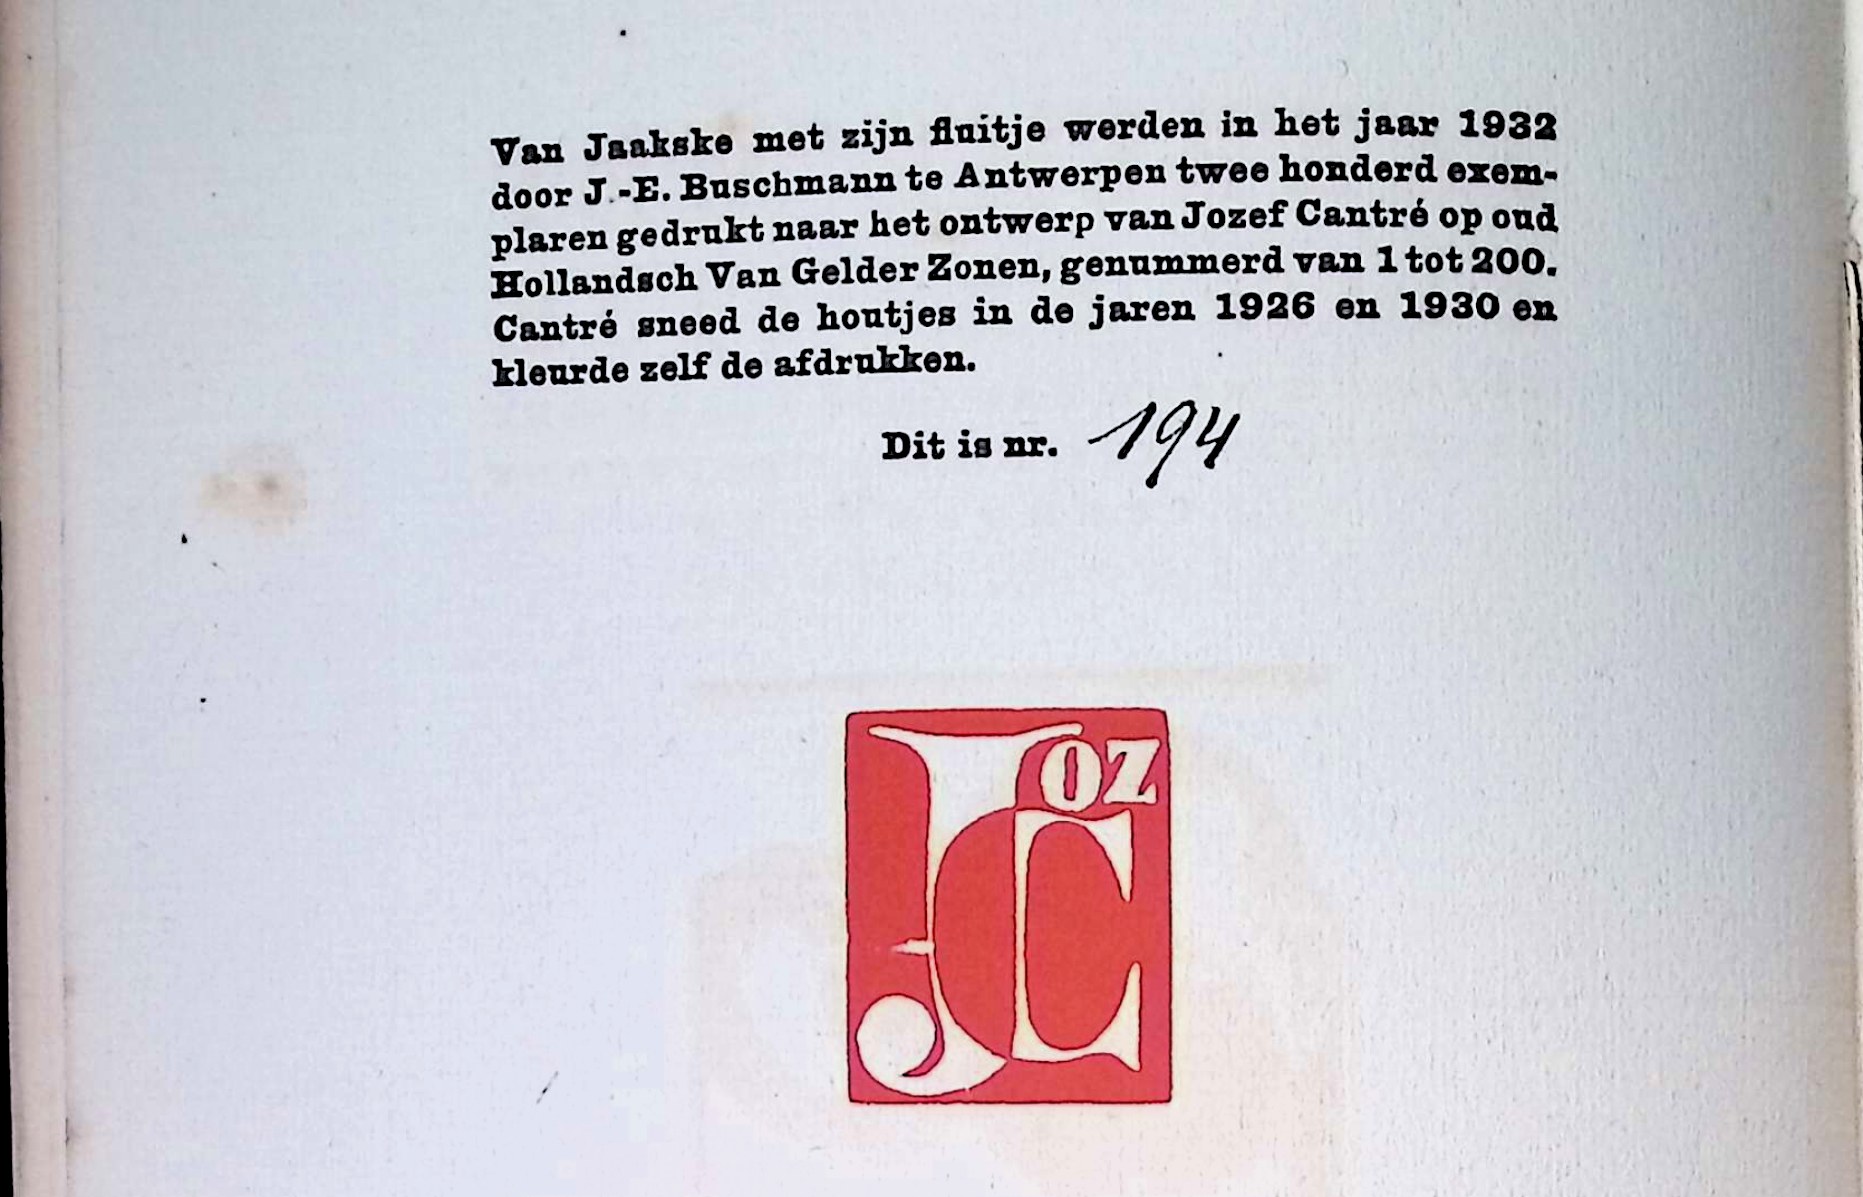 Van Jaakske met zijn fluitje werden in het jaar 1932
door J.-E. Buschmann te Antwerpen twee honderd exem-
plaren gedrukt naar het ontwerp van Jozef Cantré op oud
Hollandsch Van Gelder Zonen, genummerd van 1 tot 200.
Cantré sneed de houtjes in de jaren 1926 en 1930 en
kleurde zelf de afdrukken.
Dit is nr. 194
JOZ
C